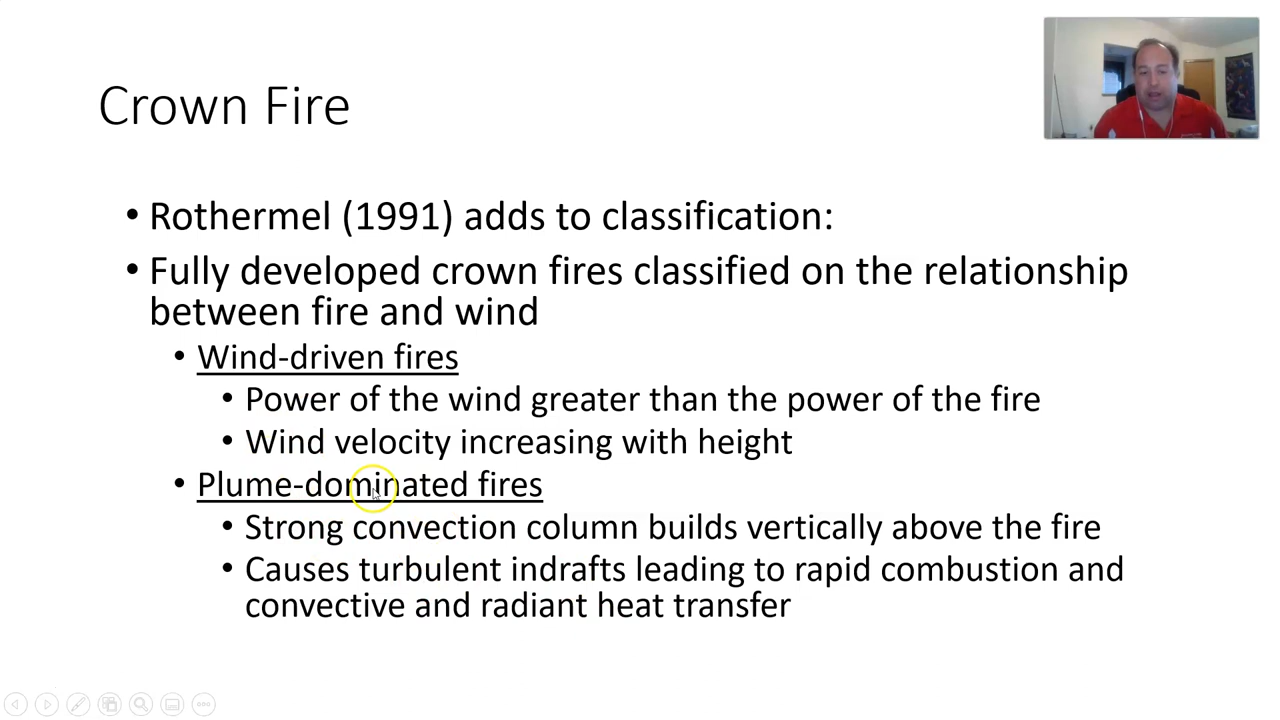 Crown Fire
• Rothermel (1991) adds to classification:
• Fully developed crown fires classified on the relationship
between fire and wind
• Wind-driven fires
• Power of the wind greater than the power of the fire
• Wind velocity increasing with height
• Plume-dominated fires
• Strong convection column builds vertically above the fire
• Causes turbulent indrafts leading to rapid combustion and
convective and radiant heat transfer